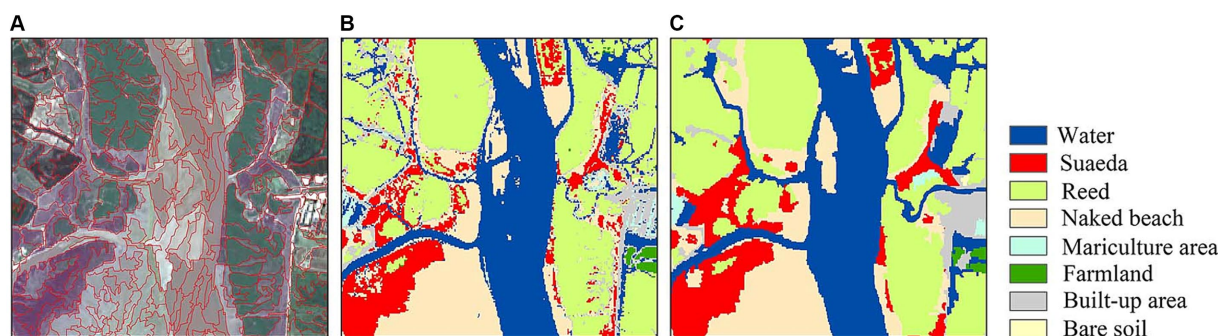 A
B
C
Water
Suaeda
Reed
Naked beach
Mariculture area
Farmland
Built-up area
Bare soil